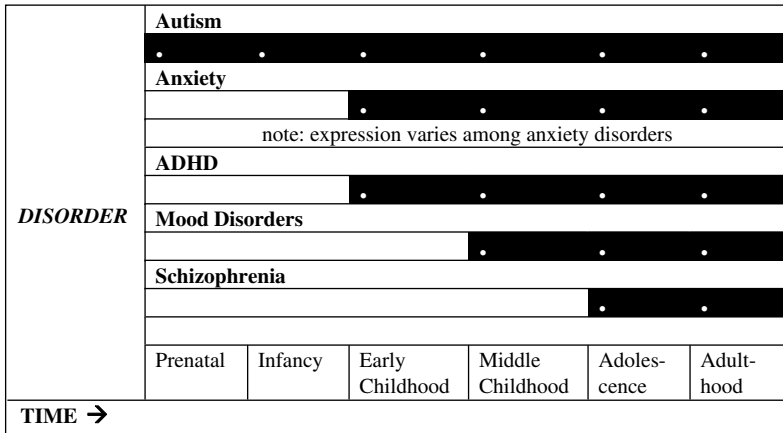 Autism
Anxiety
note: expression varies among anxiety disorders
ADHD
DISORDER
Mood Disorders
Schizophrenia
Prenatal Infancy Early Middle Adoles- Adult-
Childhood Childhood cence hood
TIME →